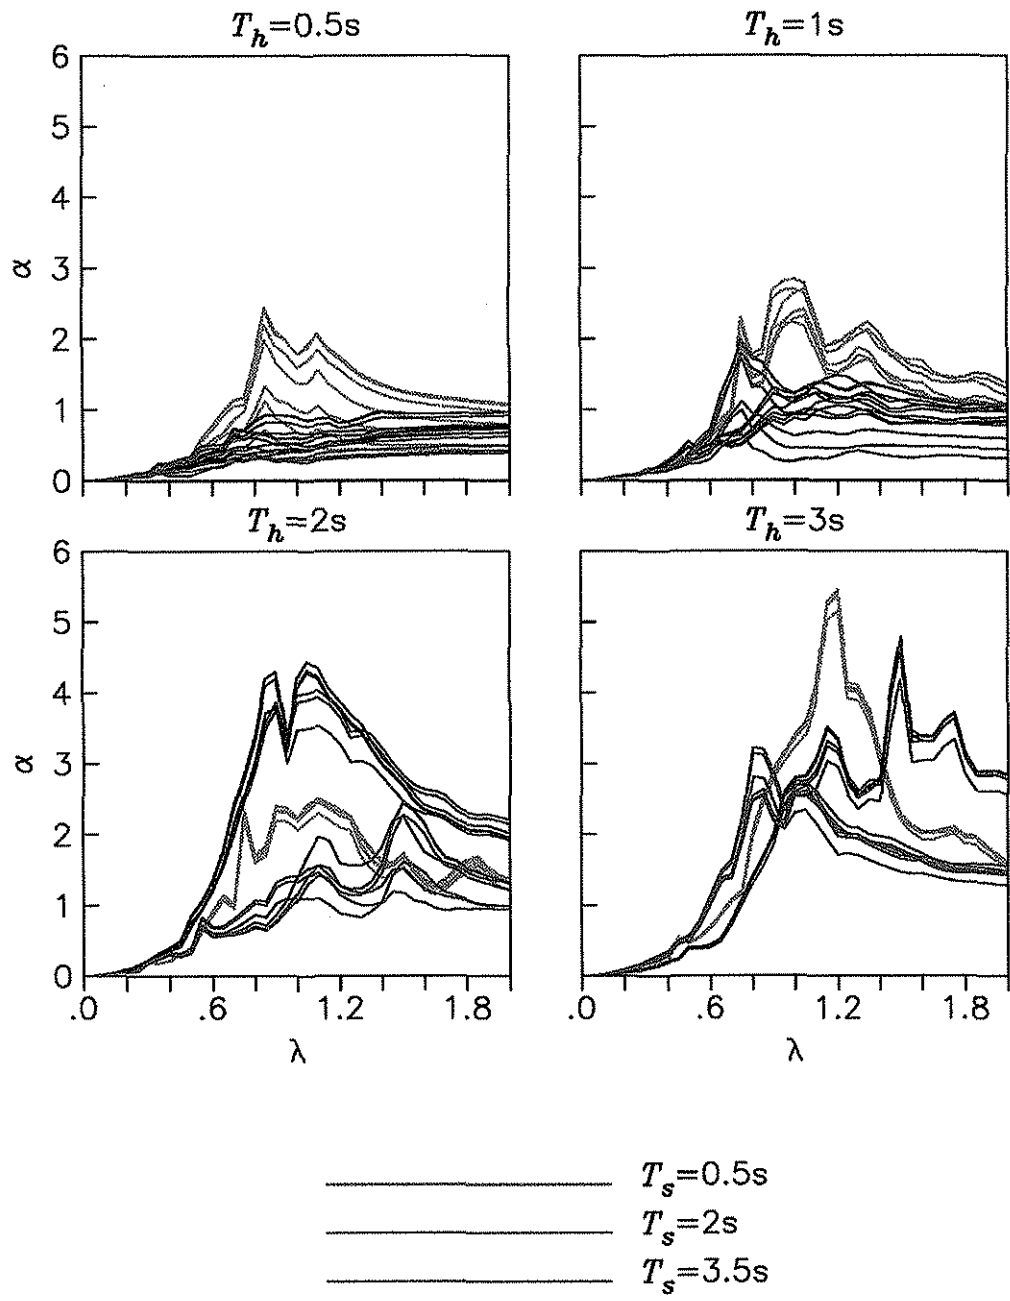 T_h=0.5s
T_h=1s
α
6
5
4
3
2
1
0
T_h=2s
T_h=3s
α
6
5
4
3
2
1
0
.0 .6 1.2 1.8
.0 .6 1.2 1.8
λ
λ
T_s=0.5s
T_s=2s
T_s=3.5s